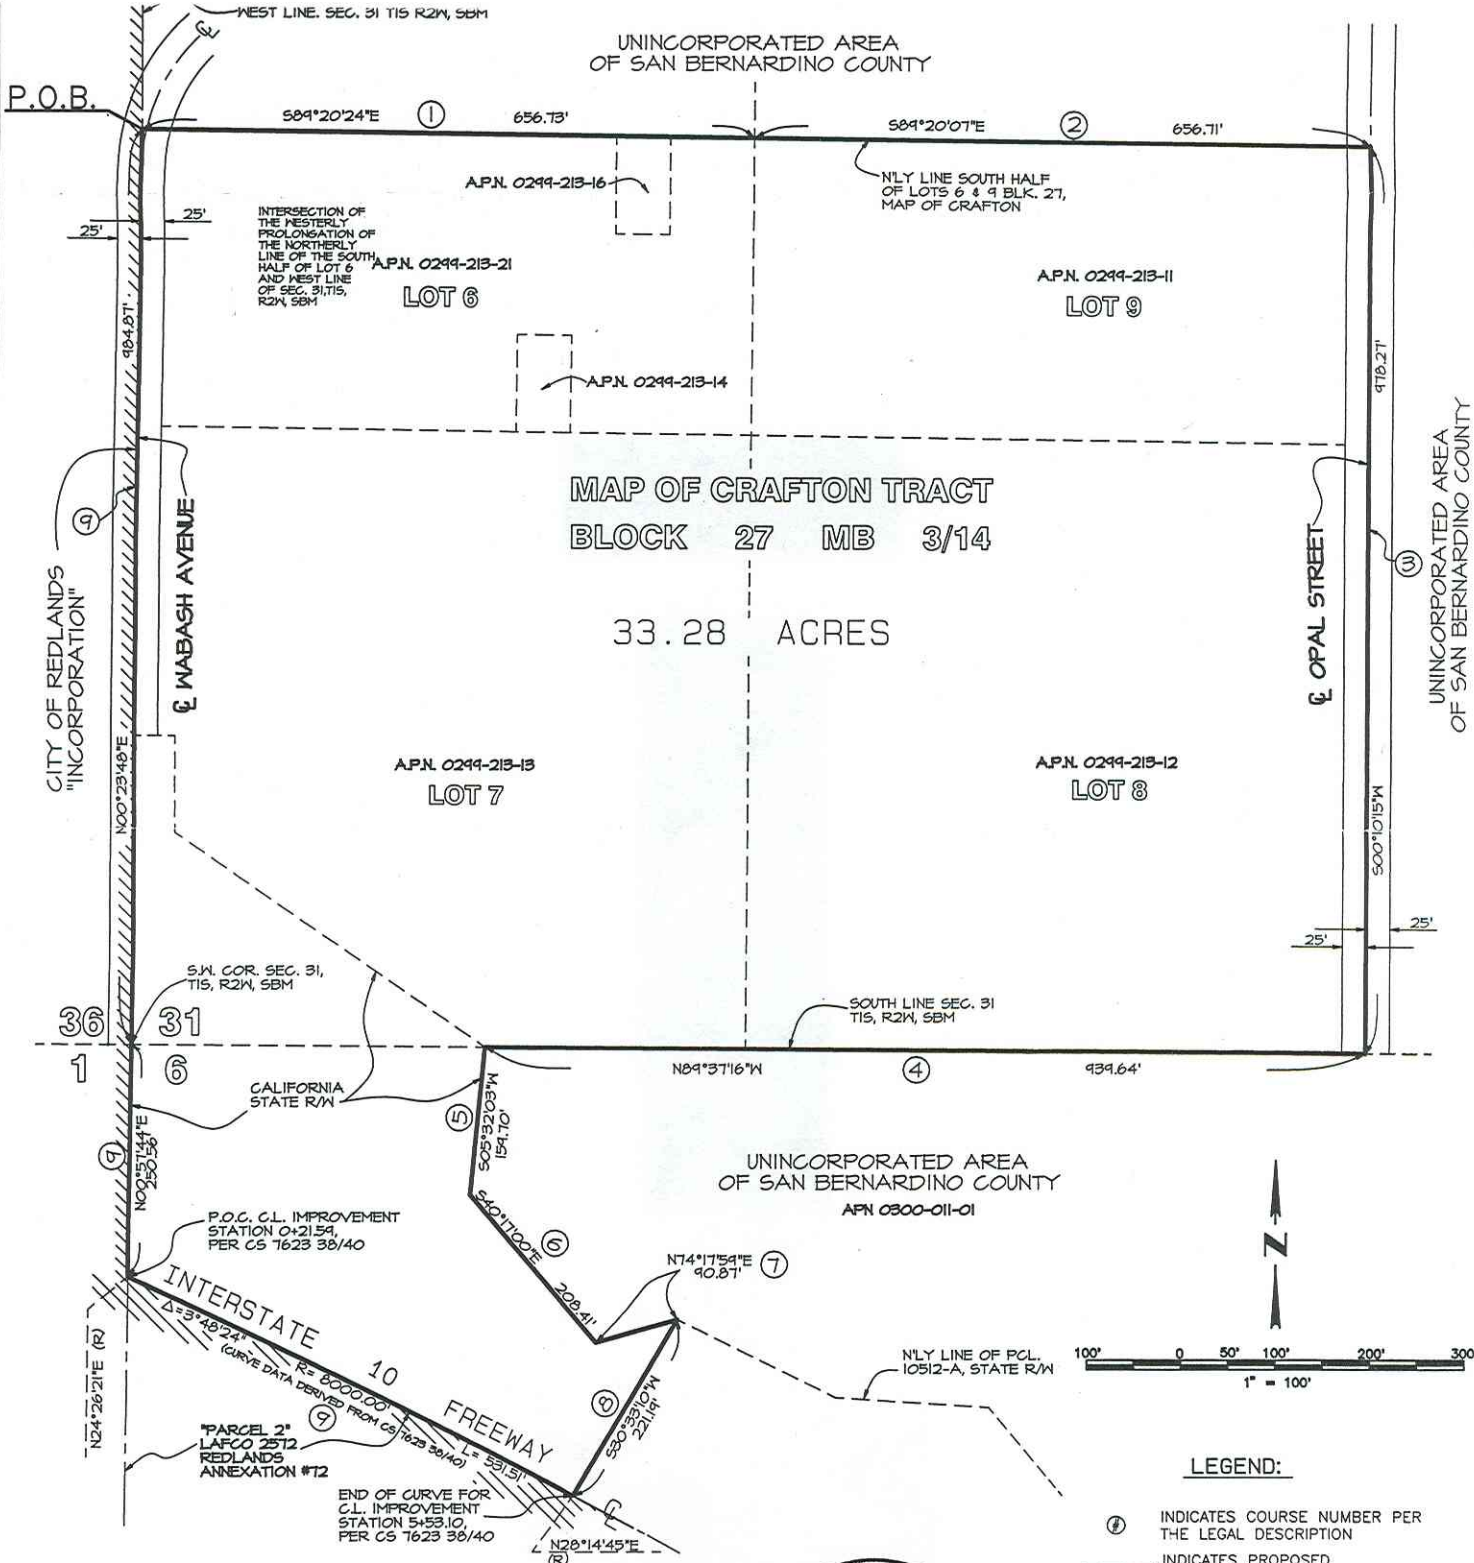 WEST LINE. SEC. 31 T1S R2W, SBM
℄
UNINCORPORATED AREA
OF SAN BERNARDINO COUNTY
P.O.B.
S89°20'24"E
1
656.73'
S89°20'07"E
2
656.71'
A.P.N. 0299-213-16
N'LY LINE SOUTH HALF
OF LOTS 6 & 9 BLK. 27,
MAP OF CRAFTON
25'
25'
INTERSECTION OF
THE WESTERLY
PROLONGATION OF
THE NORTHERLY
LINE OF THE SOUTH
HALF OF LOT 6
AND WEST LINE
OF SEC. 31,T1S,
R2W, SBM
A.P.N. 0299-213-21
LOT 6
A.P.N. 0299-213-11
LOT 9
984.87'
978.27'
A.P.N. 0299-213-14
MAP OF CRAFTON TRACT
BLOCK 27 MB 3/14
33.28 ACRES
9
CITY OF REDLANDS
"INCORPORATION"
℄ WABASH AVENUE
N00°23'48"E
℄ OPAL STREET
3
UNINCORPORATED AREA
OF SAN BERNARDINO COUNTY
A.P.N. 0299-213-13
LOT 7
A.P.N. 0299-213-12
LOT 8
S00°10'15"W
25'
25'
S.W. COR. SEC. 31,
T1S, R2W, SBM
36 31
1 6
SOUTH LINE SEC. 31
T1S, R2W, SBM
N89°37'16"W
4
939.64'
CALIFORNIA
STATE R/W
5
S05°32'03"W
159.70'
9
N00°57'44"E
250.56'
UNINCORPORATED AREA
OF SAN BERNARDINO COUNTY
APN 0300-011-01
P.O.C. C.L. IMPROVEMENT
STATION 0+21.59,
PER CS 7623 38/40
S40°17'00"E
6
208.41'
N74°17'59"E
90.87'
7
N
INTERSTATE 10 FREEWAY
Δ=3°48'24"
R= 8000.00'
L= 531.51'
(CURVE DATA DERIVED FROM CS 7623 38/40)
9
N24°26'21"E (R)
8
S30°33'10"W
221.19'
N'LY LINE OF PCL.
10512-A, STATE R/W
100' 0 50' 100' 200' 300
1" = 100'
"PARCEL 2"
LAFCO 2572
REDLANDS
ANNEXATION #72
END OF CURVE FOR
C.L. IMPROVEMENT
STATION 5+53.10,
PER CS 7623 38/40
℄
N28°14'45"E
(R)
LEGEND:
# INDICATES COURSE NUMBER PER
THE LEGAL DESCRIPTION
INDICATES PROPOSED